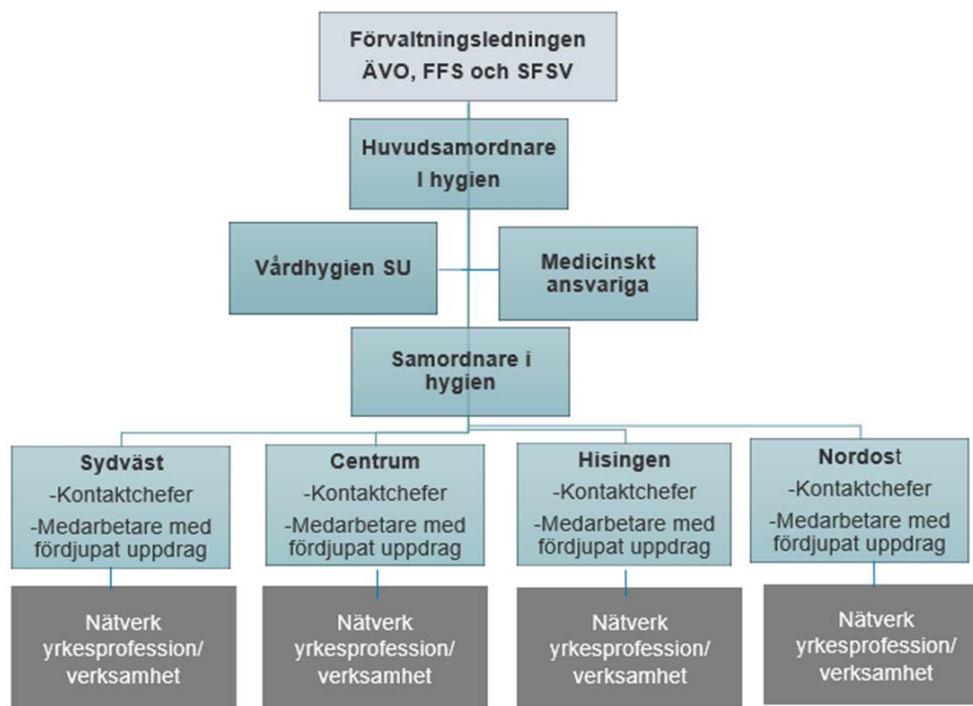 Förvaltningsledningen
ÄVO, FFS och SFSV
Huvudsamordnare
I hygien
Vårdhygien SU
Medicinskt
ansvariga
Samordnare i
hygien
Sydväst
-Kontaktchefer
-Medarbetare med
fördjupat uppdrag
Centrum
-Kontaktchefer
-Medarbetare med
fördjupat uppdrag
Hisingen
-Kontaktchefer
-Medarbetare med
fördjupat uppdrag
Nordost
-Kontaktchefer
-Medarbetare med
fördjupat uppdrag
Nätverk
yrkesprofession/
verksamhet
Nätverk
yrkesprofession/
verksamhet
Nätverk
yrkesprofession/
verksamhet
Nätverk
yrkesprofession/
verksamhet